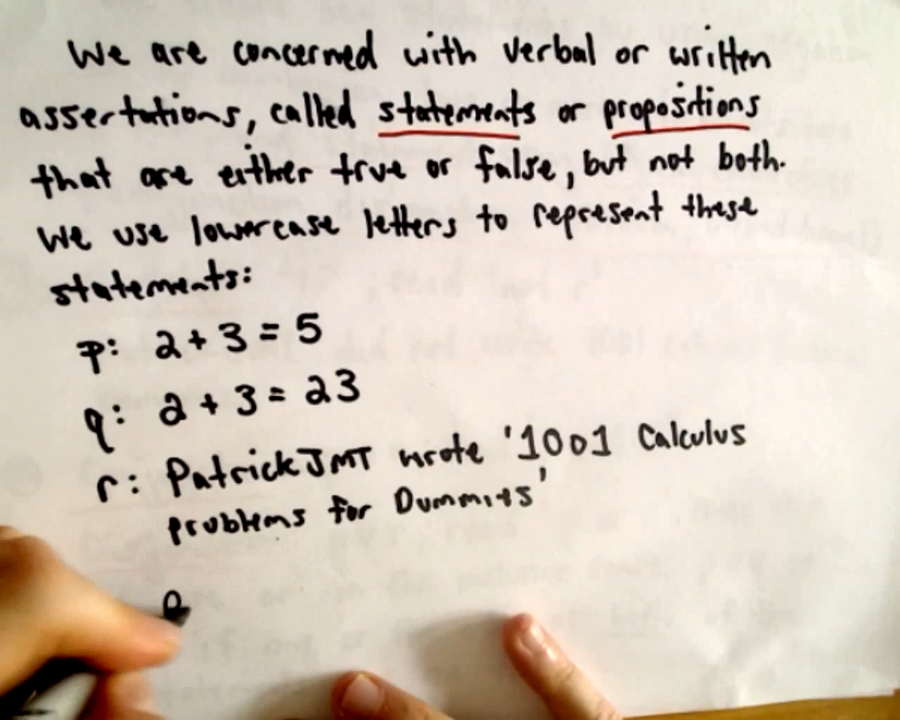 We are concerned with verbal or written
assertations, called statements or propositions
that are either true or false, but not both.
We use lowercase letters to represent these
statements:
p: 2 + 3 = 5
q: 2 + 3 = 23
r: PatrickJMT wrote '1001 Calculus
problems for Dummies'